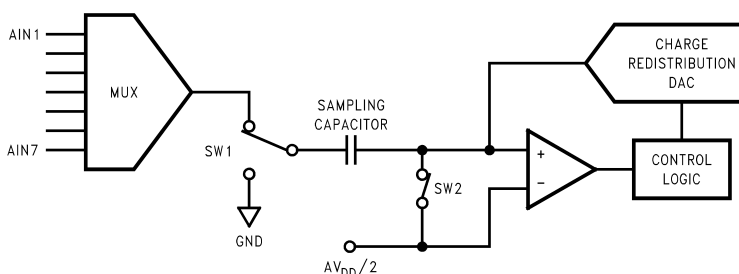 AIN1
MUX
AIN7
SW1
GND
SAMPLING
CAPACITOR
SW2
AVDD/2
+
−
CHARGE
REDISTRIBUTION
DAC
CONTROL
LOGIC